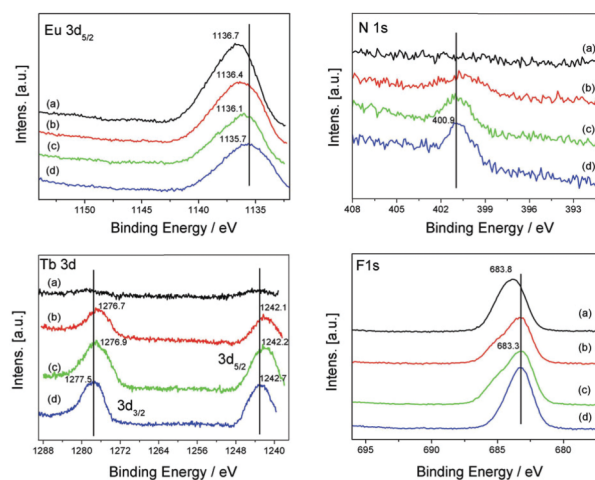 Eu 3d5/2
1136.7
1136.4
1136.1
1135.7
(a)
(b)
(c)
(d)
Intens. [a.u.]
1150 1145 1140 1135
Binding Energy / eV
N 1s
(a)
(b)
(c)
(d)
400.9
Intens. [a.u.]
408 405 402 399 396 393
Binding Energy / eV
Tb 3d
(a)
(b)
(c)
(d)
1276.7
1276.9
1277.5
1242.1
1242.2
1242.7
3d5/2
3d3/2
Intens. [a.u.]
1288 1280 1272 1264 1256 1248 1240
Binding Energy / eV
F1s
683.8
683.3
(a)
(b)
(c)
(d)
Intens. [a.u.]
695 690 685 680
Binding Energy / eV